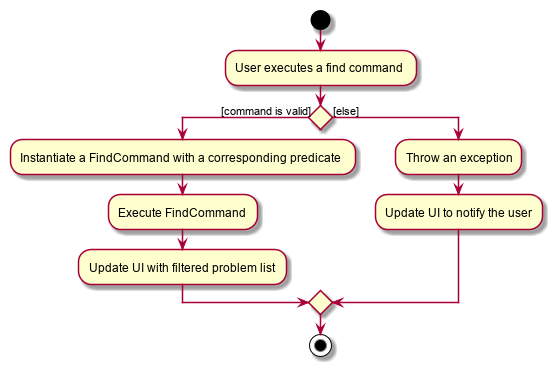 User executes a find command
[command is valid]
[else]
Instantiate a FindCommand with a corresponding predicate
Throw an exception
Execute FindCommand
Update UI to notify the user
Update UI with filtered problem list